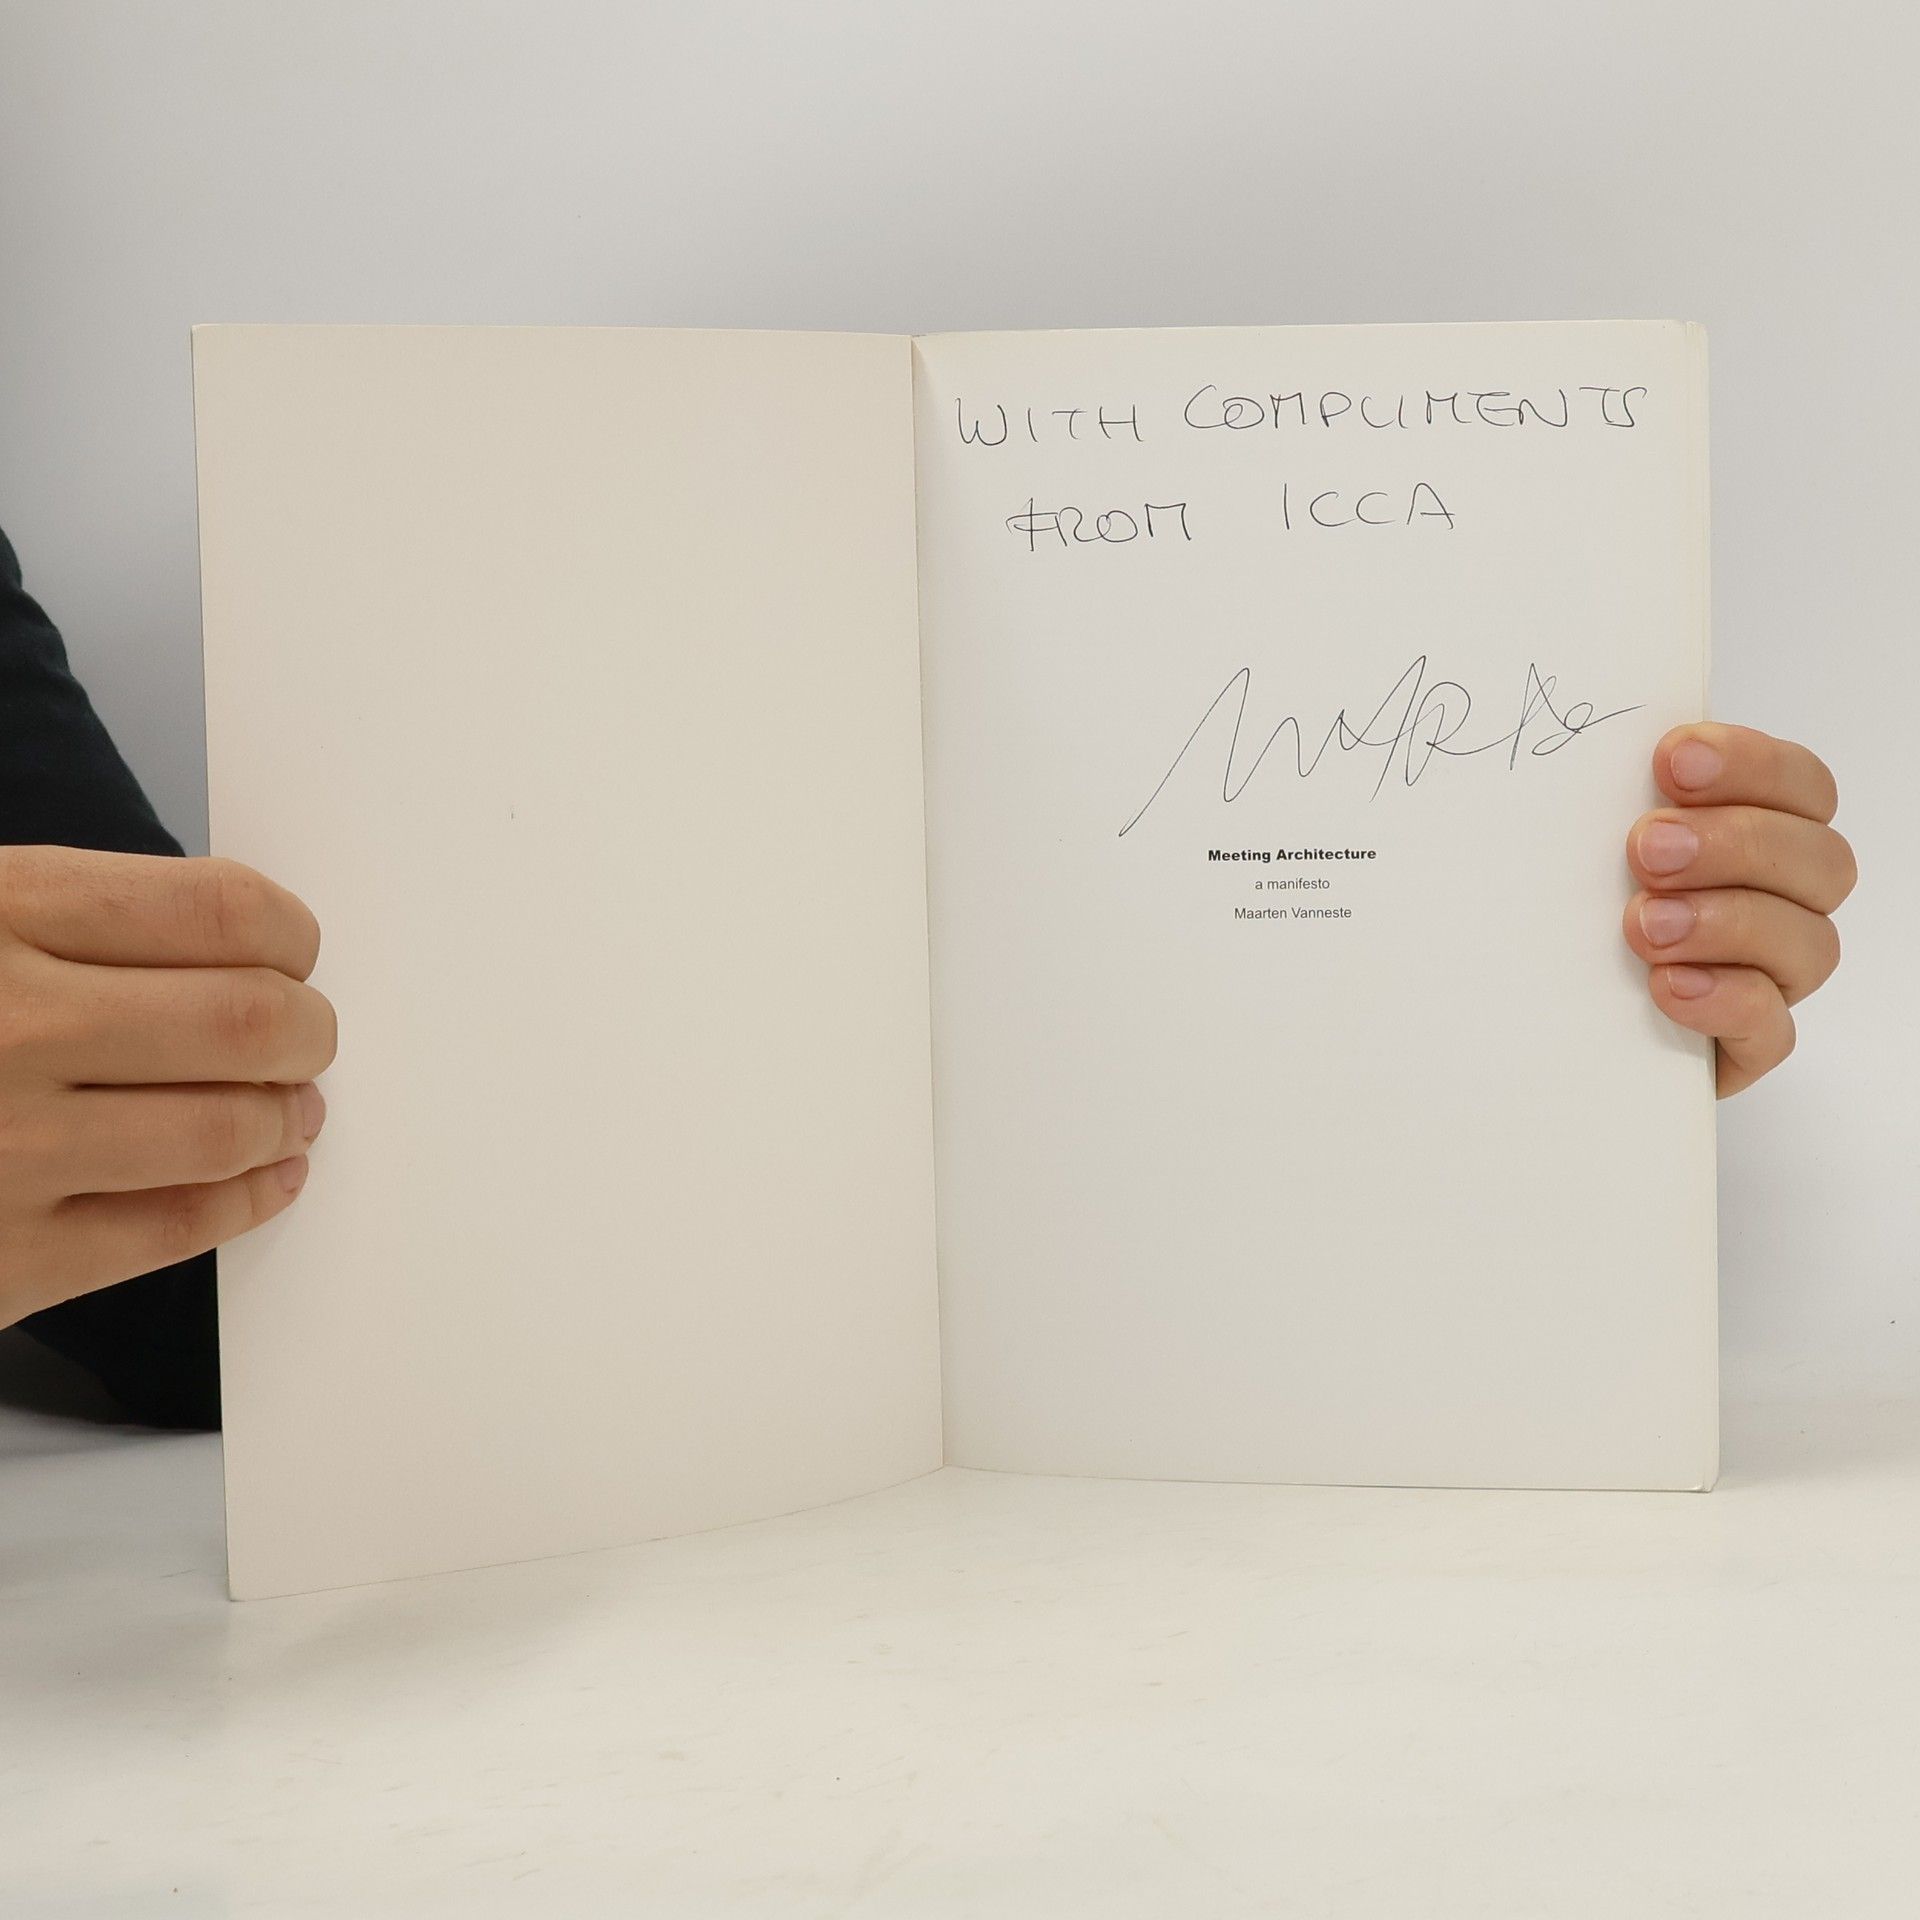 WITH COMPLIMENTS
FROM ICCA
Meeting Architecture
a manifesto
Maarten Vanneste